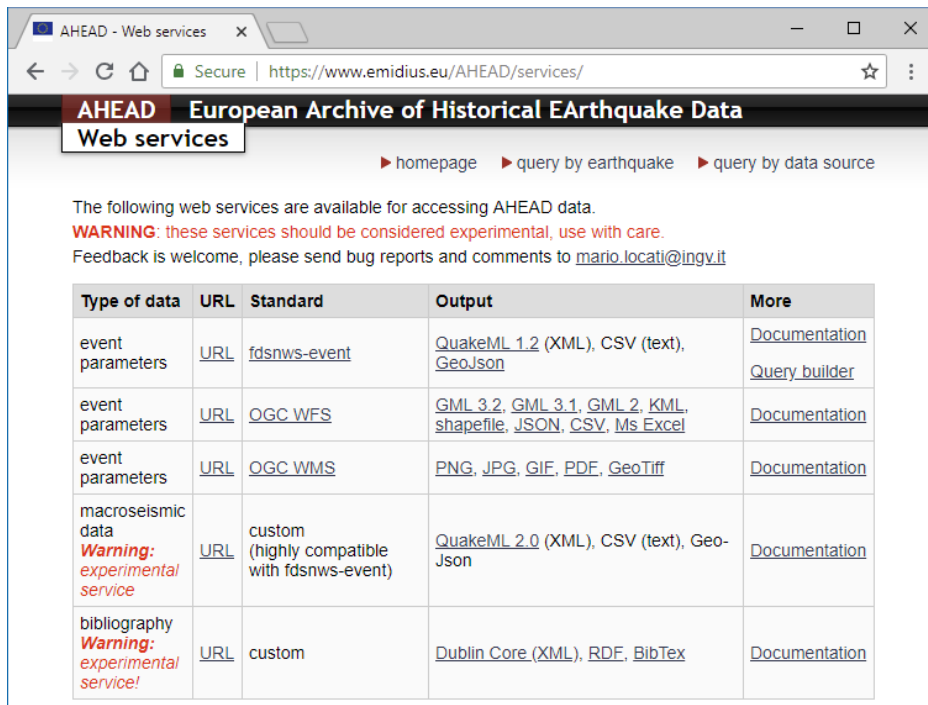 AHEAD - Web services
Secure | https://www.emidius.eu/AHEAD/services/
AHEAD European Archive of Historical EArthquake Data
Web services
homepage query by earthquake query by data source
The following web services are available for accessing AHEAD data.
WARNING: these services should be considered experimental, use with care.
Feedback is welcome, please send bug reports and comments to mario.locati@ingv.it
Type of data URL Standard Output More
event
parameters
URL
fdsnws-event
QuakeML 1.2 (XML), CSV (text),
GeoJson
Documentation
Query builder
event
parameters
URL
OGC WFS
GML 3.2, GML 3.1, GML 2, KML,
shapefile, JSON, CSV, Ms Excel
Documentation
event
parameters
URL
OGC WMS
PNG, JPG, GIF, PDF, GeoTiff
Documentation
macroseismic
data
Warning:
experimental
service
URL
custom
(highly compatible
with fdsnws-event)
QuakeML 2.0 (XML), CSV (text), Geo-
Json
Documentation
bibliography
Warning:
experimental
service!
URL
custom
Dublin Core (XML), RDF, BibTex
Documentation